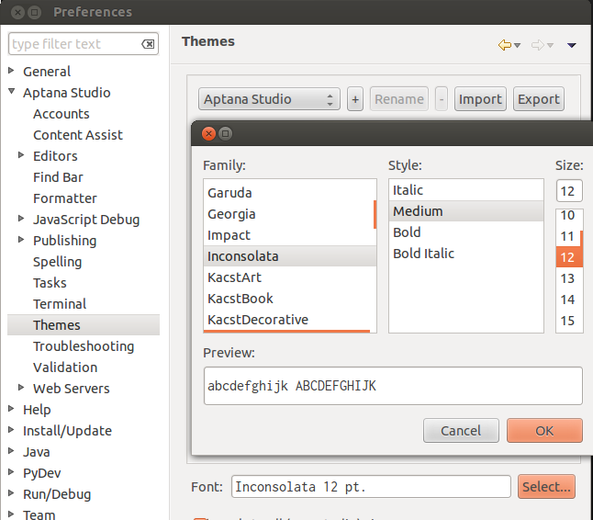 Preferences
type filter text
General
Aptana Studio
Accounts
Content Assist
Editors
Find Bar
Formatter
JavaScript Debug
Publishing
Spelling
Tasks
Terminal
Themes
Troubleshooting
Validation
Web Servers
Help
Install/Update
Java
PyDev
Run/Debug
Team
Themes
Aptana Studio + Rename - Import Export
Family:
Garuda
Georgia
Impact
Inconsolata
KacstArt
KacstBook
KacstDecorative
Style:
Italic
Medium
Bold
Bold Italic
Size:
12
10
11
12
13
14
15
Preview:
abcdefghijk ABCDEFGHIJK
Cancel OK
Font: Inconsolata 12 pt. Select...